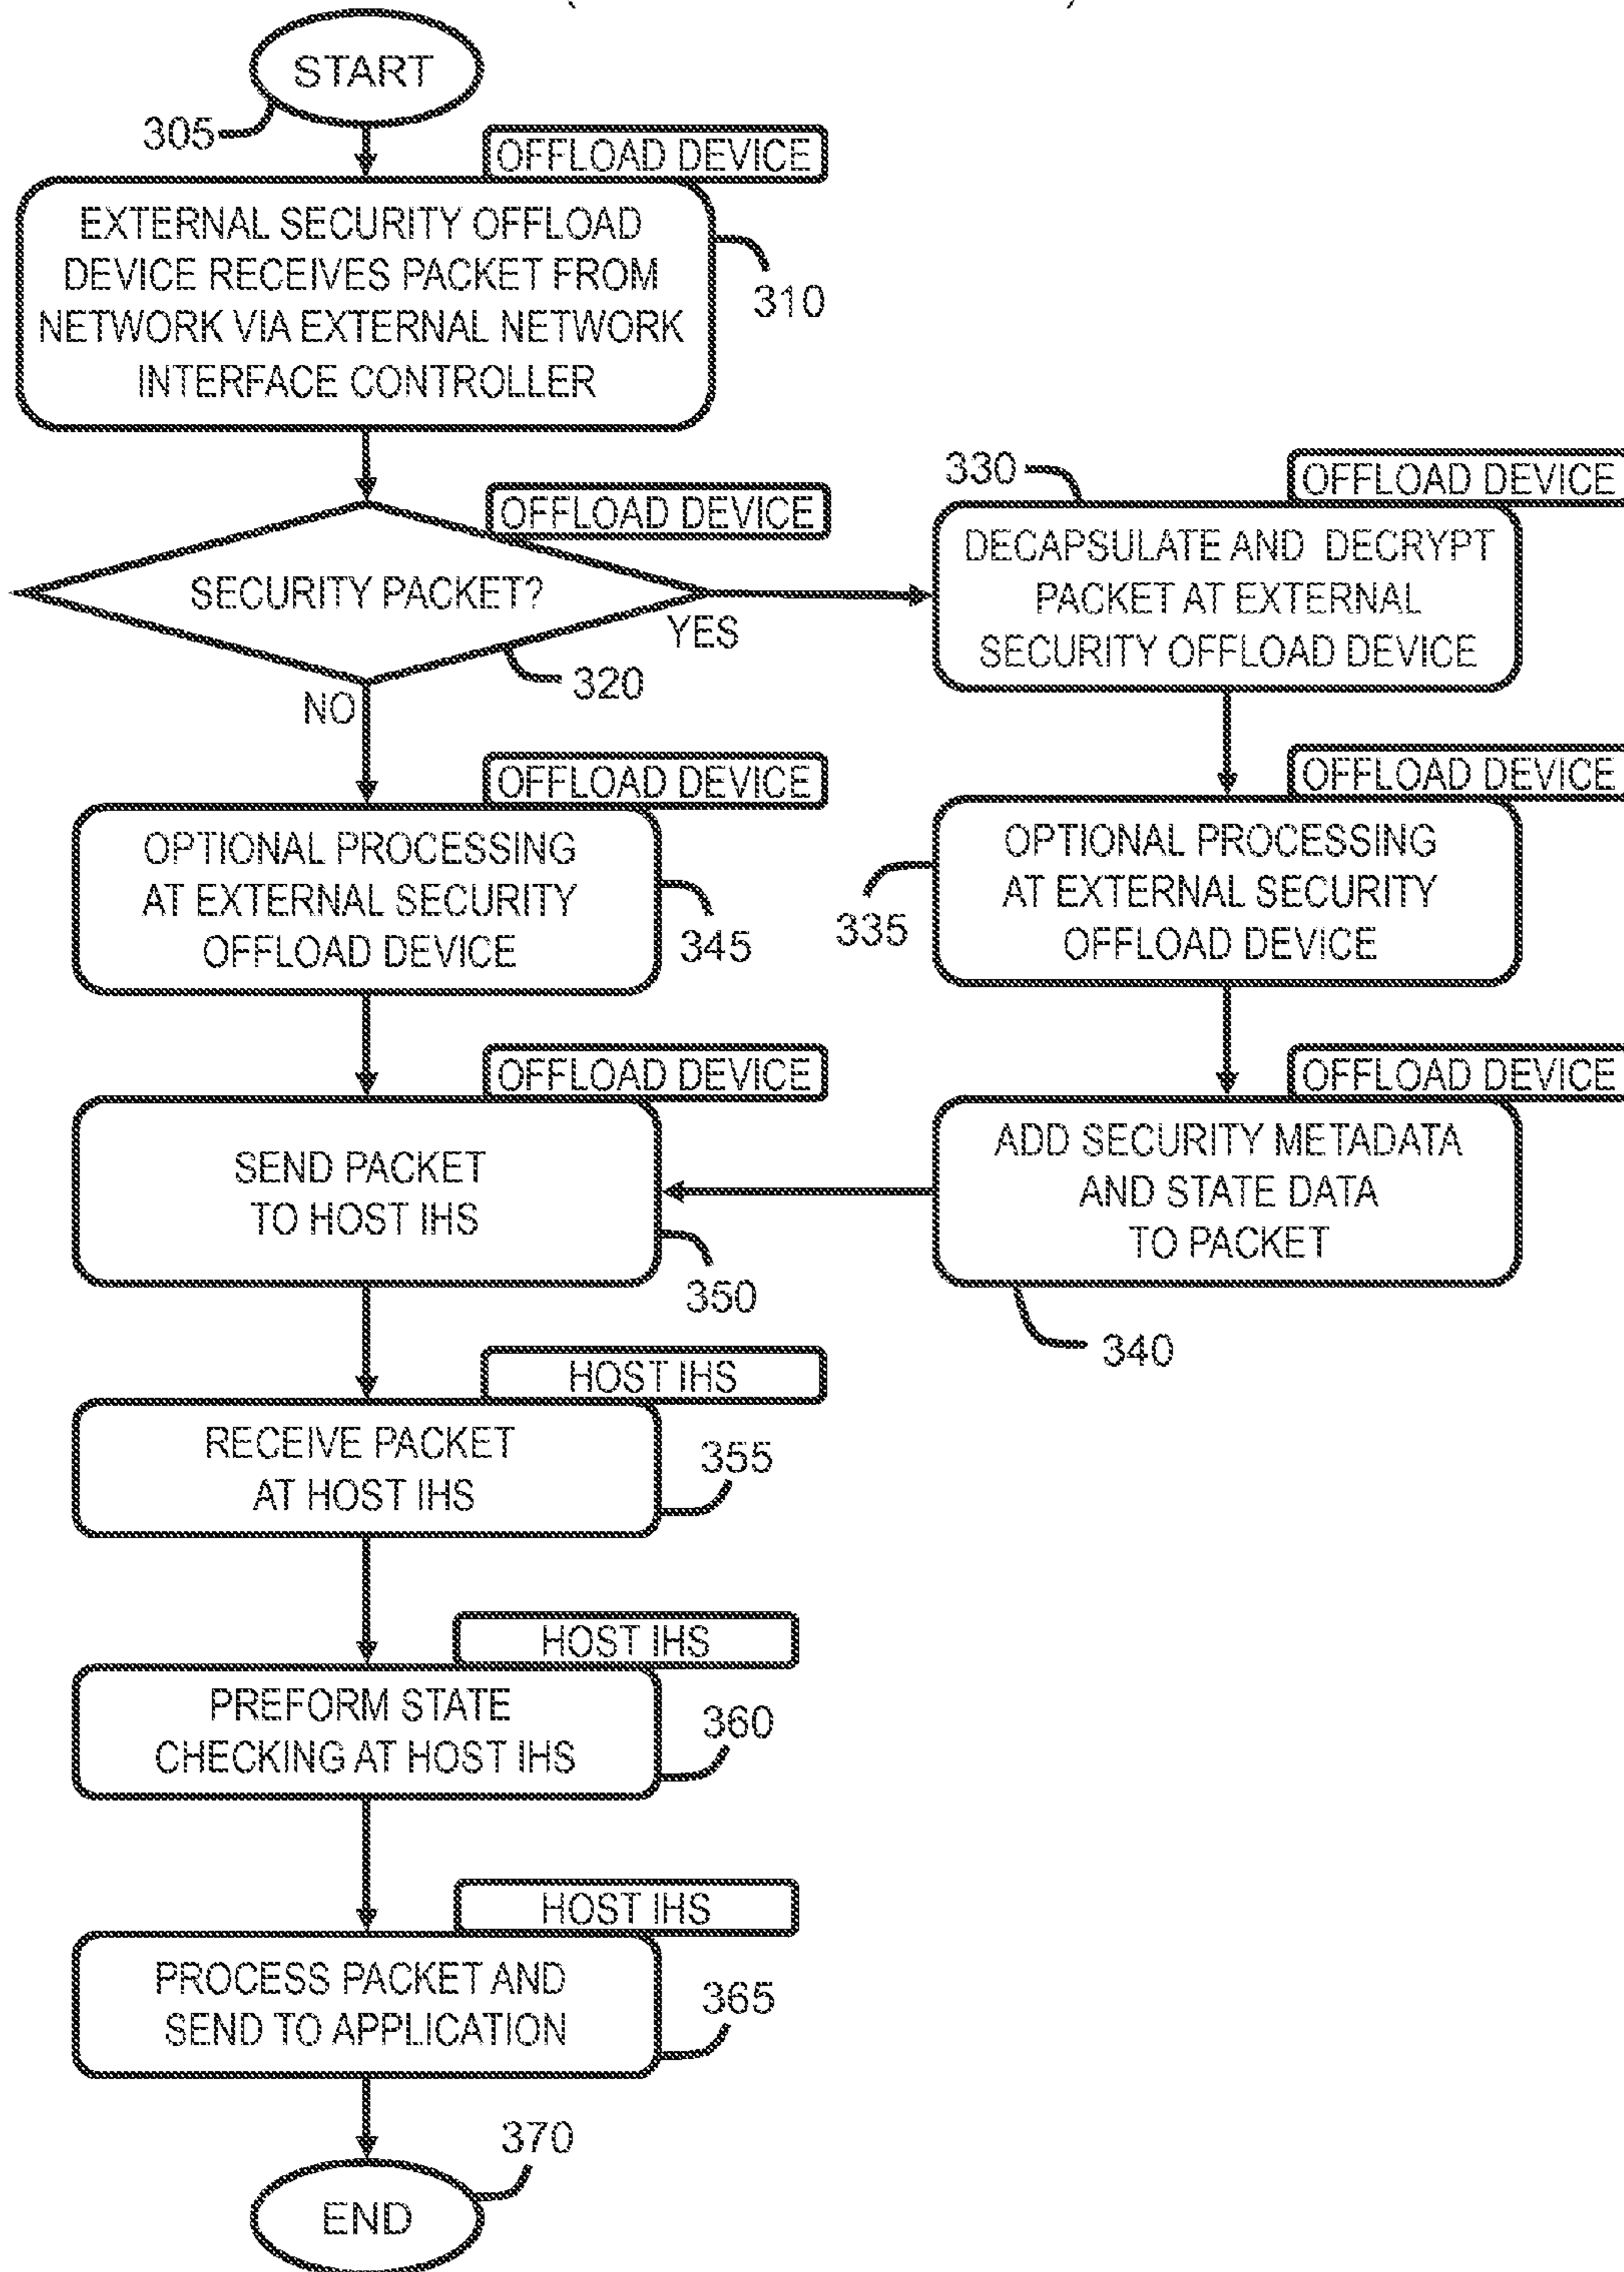 START
305
OFFLOAD DEVICE
EXTERNAL SECURITY OFFLOAD
DEVICE RECEIVES PACKET FROM
NETWORK VIA EXTERNAL NETWORK
INTERFACE CONTROLLER
310
OFFLOAD DEVICE
SECURITY PACKET?
YES
320
NO
330
OFFLOAD DEVICE
DECAPSULATE AND DECRYPT
PACKET AT EXTERNAL
SECURITY OFFLOAD DEVICE
OFFLOAD DEVICE
OPTIONAL PROCESSING
AT EXTERNAL SECURITY
OFFLOAD DEVICE
345
OFFLOAD DEVICE
OPTIONAL PROCESSING
AT EXTERNAL SECURITY
OFFLOAD DEVICE
335
OFFLOAD DEVICE
SEND PACKET
TO HOST IHS
350
OFFLOAD DEVICE
ADD SECURITY METADATA
AND STATE DATA
TO PACKET
340
HOST IHS
RECEIVE PACKET
AT HOST IHS
355
HOST IHS
PREFORM STATE
CHECKING AT HOST IHS
360
HOST IHS
PROCESS PACKET AND
SEND TO APPLICATION
365
370
END